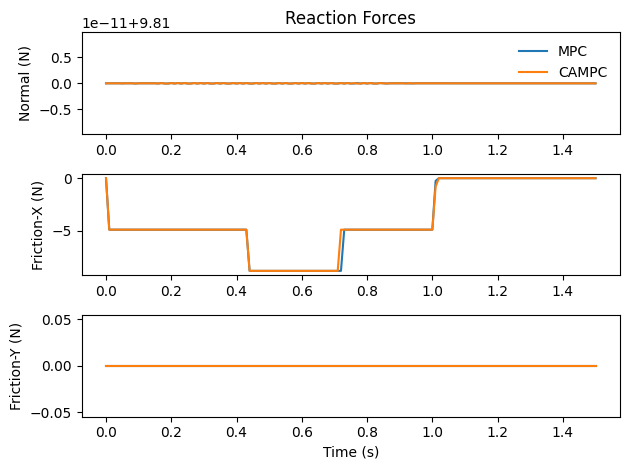 Reaction Forces
1e−11+9.81
Normal (N)
0.5
0.0
−0.5
MPC
CAMPC
0.0 0.2 0.4 0.6 0.8 1.0 1.2 1.4
Friction-X (N)
0
−5
0.0 0.2 0.4 0.6 0.8 1.0 1.2 1.4
Friction-Y (N)
0.05
0.00
−0.05
0.0 0.2 0.4 0.6 0.8 1.0 1.2 1.4
Time (s)